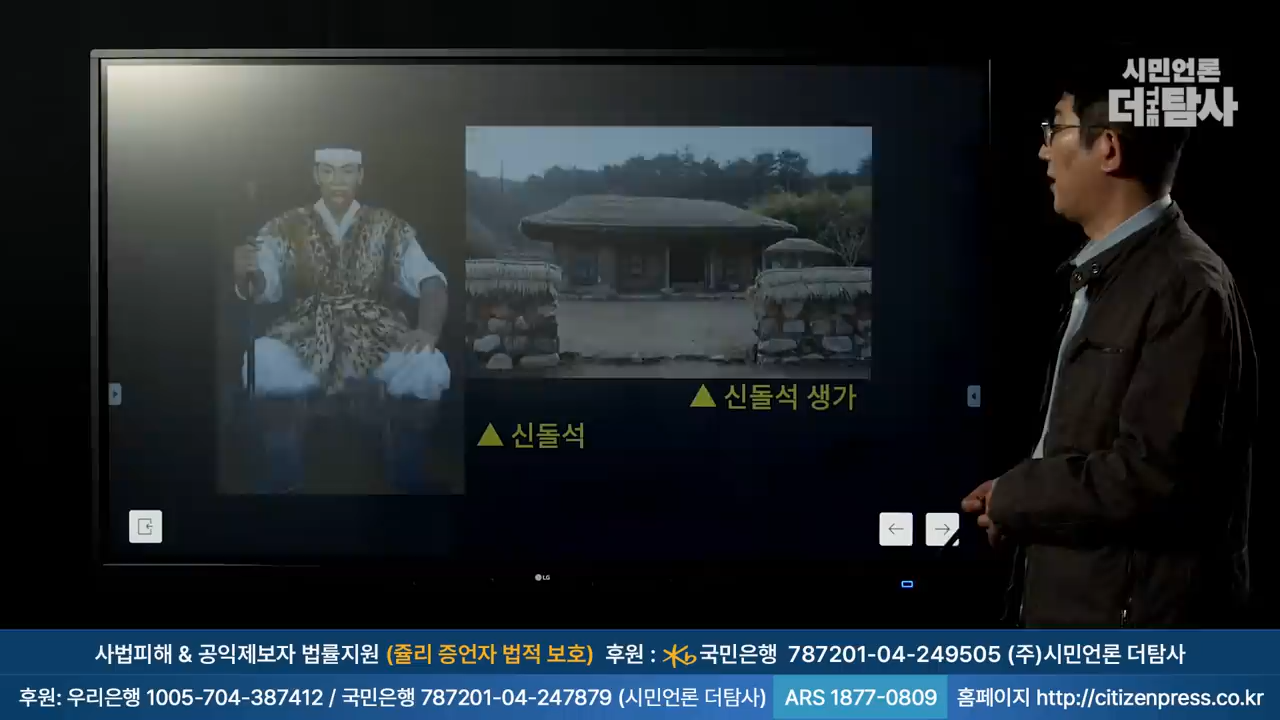 시민언론
더탐사
▲ 신돌석 생가
▲ 신돌석
LG
사법피해 & 공익제보자 법률지원 (쥴리 증언자 법적 보호) 후원 : Kb 국민은행 787201-04-249505 (주)시민언론 더탐사
후원: 우리은행 1005-704-387412 / 국민은행 787201-04-247879 (시민언론 더탐사) ARS 1877-0809 홈페이지 http://citizenpress.co.kr